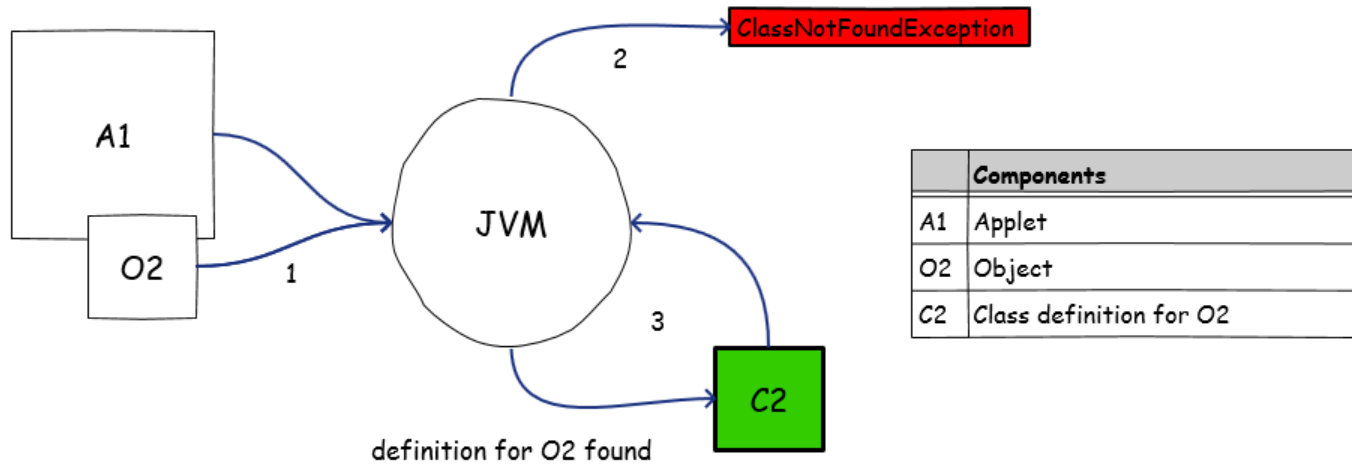 ClassNotFoundException
2
A1
JVM
O2
1
3
C2
definition for O2 found
Components
A1 Applet
O2 Object
C2 Class definition for O2